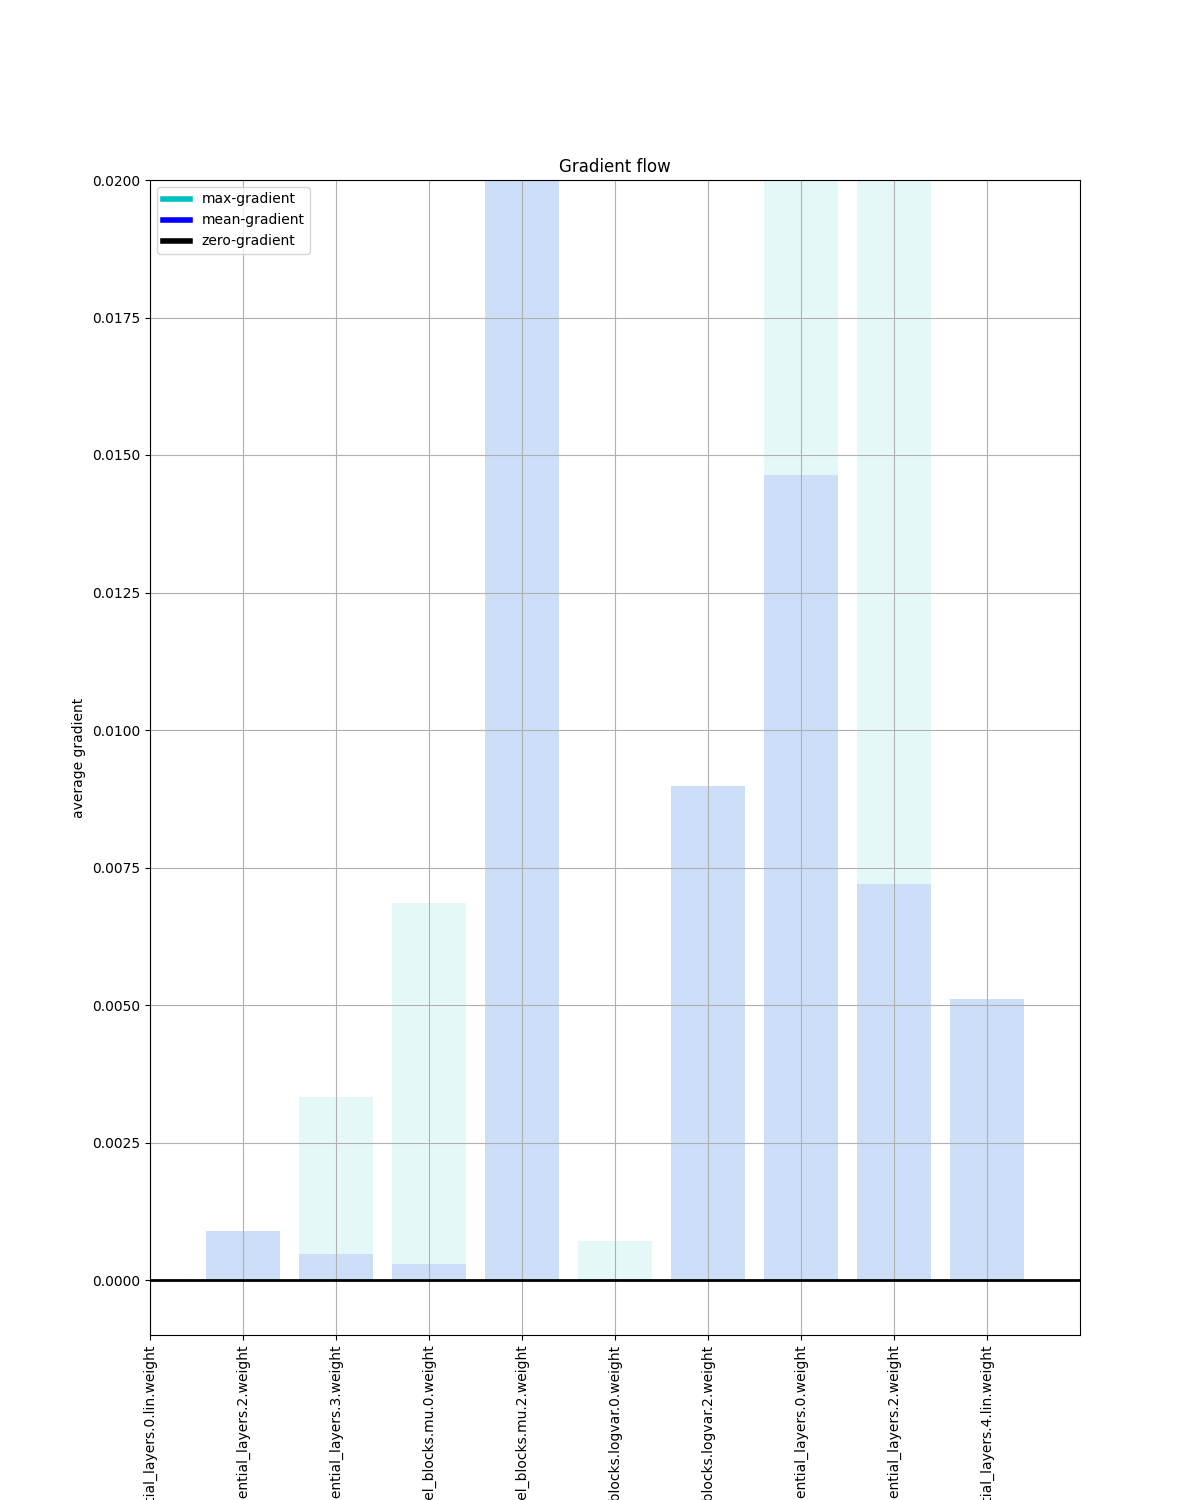 Gradient flow
max-gradient
mean-gradient
zero-gradient
0.0200
0.0175
0.0150
0.0125
0.0100
0.0075
0.0050
0.0025
0.0000
average gradient
tial_layers.0.lin.weight
ential_layers.2.weight
ential_layers.3.weight
el_blocks.mu.0.weight
el_blocks.mu.2.weight
blocks.logvar.0.weight
blocks.logvar.2.weight
ential_layers.0.weight
ential_layers.2.weight
tial_layers.4.lin.weight